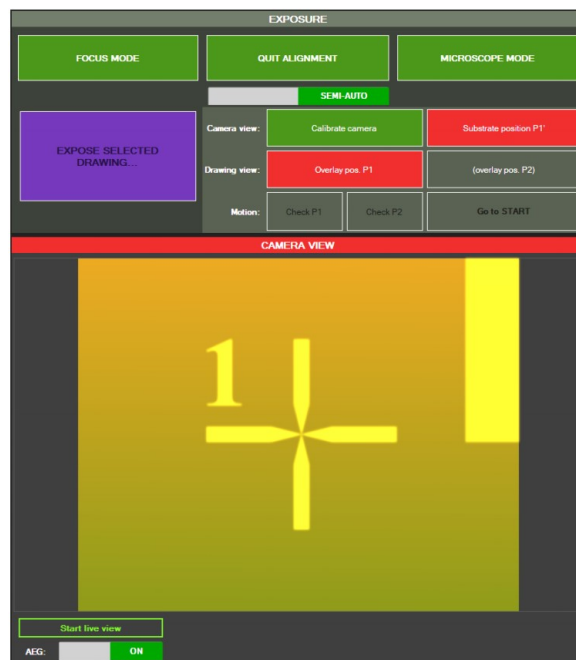 EXPOSURE
FOCUS MODE
QUIT ALIGNMENT
MICROSCOPE MODE
SEMI-AUTO
EXPOSE SELECTED
DRAWING...
Camera view:
Calibrate camera
Substrate position P1'
Drawing view:
Overlay pos. P1
(overlay pos. P2)
Motion:
Check P1
Check P2
Go to START
CAMERA VIEW
1
Start live view
AEG:
ON